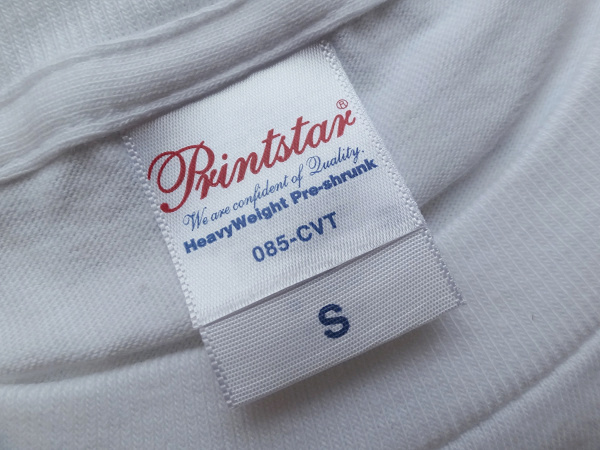 Printstar®
We are confident of Quality.
HeavyWeight Pre-shrunk
085-CVT
S